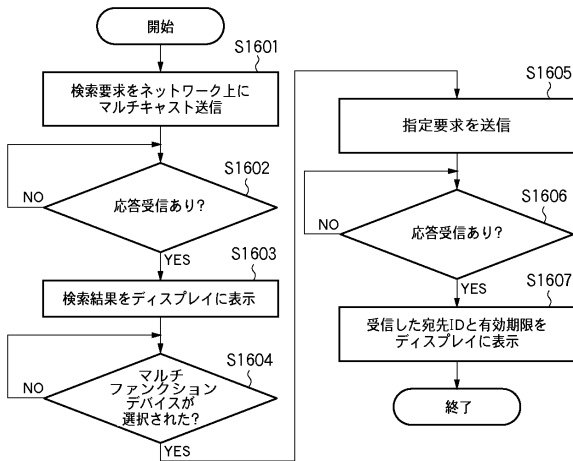 開始
S1601
検索要求をネットワーク上に
マルチキャスト送信
S1602
応答受信あり?
NO
YES
S1603
検索結果をディスプレイに表示
S1604
マルチ
ファンクション
デバイスが
選択された?
NO
YES
S1605
指定要求を送信
S1606
応答受信あり?
NO
YES
S1607
受信した宛先IDと有効期限を
ディスプレイに表示
終了